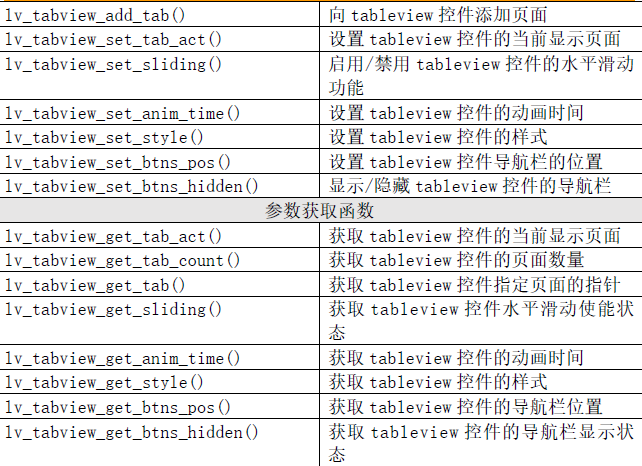 lv_tabview_add_tab() 向 tableview 控件添加页面
lv_tabview_set_tab_act() 设置 tableview 控件的当前显示页面
lv_tabview_set_sliding() 启用/禁用 tableview 控件的水平滑动
功能
lv_tabview_set_anim_time() 设置 tableview 控件的动画时间
lv_tabview_set_style() 设置 tableview 控件的样式
lv_tabview_set_btns_pos() 设置 tableview 控件导航栏的位置
lv_tabview_set_btns_hidden() 显示/隐藏 tableview 控件的导航栏
参数获取函数
lv_tabview_get_tab_act() 获取 tableview 控件的当前显示页面
lv_tabview_get_tab_count() 获取 tableview 控件的页面数量
lv_tabview_get_tab() 获取 tableview 控件指定页面的指针
lv_tabview_get_sliding() 获取 tableview 控件水平滑动使能状
态
lv_tabview_get_anim_time() 获取 tableview 控件的动画时间
lv_tabview_get_style() 获取 tableview 控件的样式
lv_tabview_get_btns_pos() 获取 tableview 控件的导航栏位置
lv_tabview_get_btns_hidden() 获取 tableview 控件的导航栏显示状
态